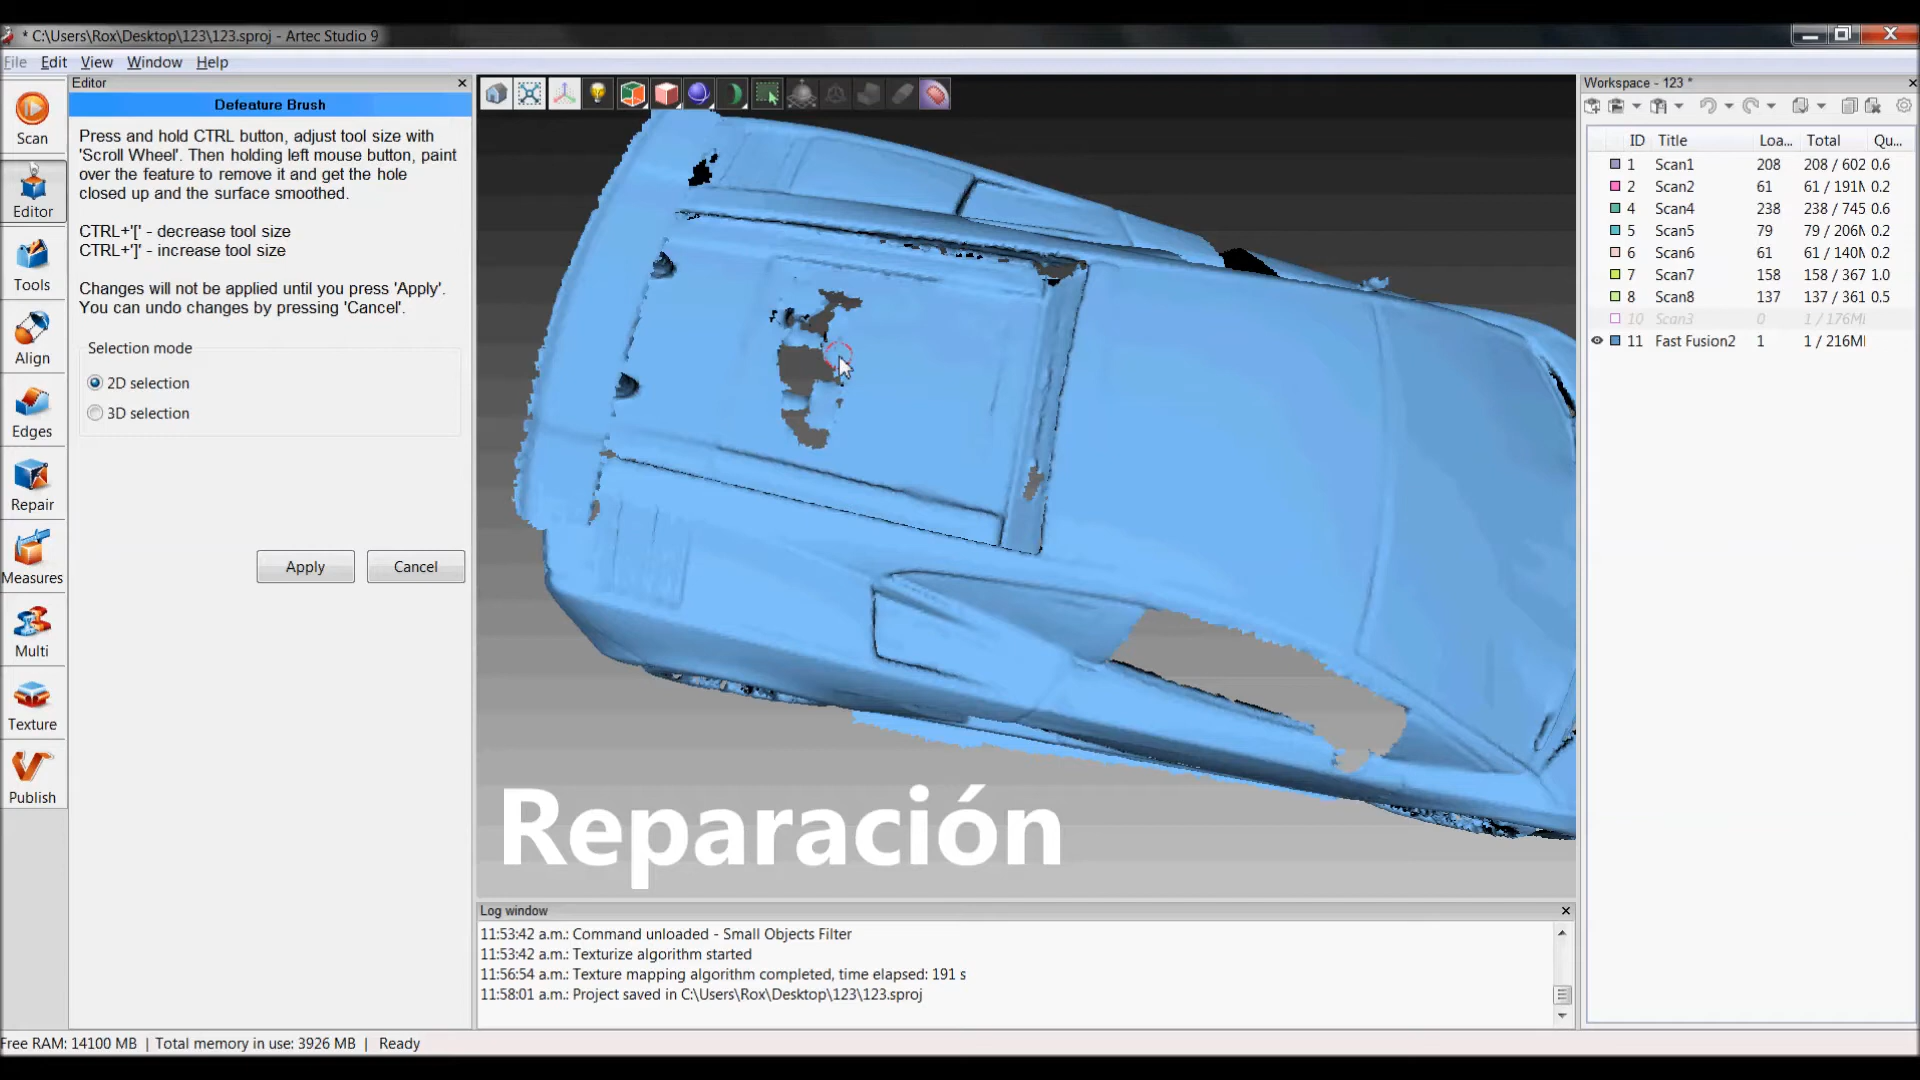 * C:\Users\Rox\Desktop\123\123.sproj - Artec Studio 9
File Edit View Window Help
Editor
Defeature Brush
Press and hold CTRL button, adjust tool size with
'Scroll Wheel'. Then holding left mouse button, paint
over the feature to remove it and get the hole
closed up and the surface smoothed.
CTRL+'[' - decrease tool size
CTRL+']' - increase tool size
Changes will not be applied until you press 'Apply'.
You can undo changes by pressing 'Cancel'.
Selection mode
2D selection
3D selection
Apply Cancel
Scan
Editor
Tools
Align
Edges
Repair
Measures
Multi
Texture
Publish
Reparación
Workspace - 123 *
ID Title Loa... Total Qu...
1 Scan1 208 208 / 602 0.6
2 Scan2 61 61 / 191M 0.2
4 Scan4 238 238 / 745 0.6
5 Scan5 79 79 / 206M 0.2
6 Scan6 61 61 / 140M 0.2
7 Scan7 158 158 / 367 1.0
8 Scan8 137 137 / 361 0.5
10 Scan3 0 1 / 176MB
11 Fast Fusion2 1 1 / 216MB
Log window
11:53:42 a.m.: Command unloaded - Small Objects Filter
11:53:42 a.m.: Texturize algorithm started
11:56:54 a.m.: Texture mapping algorithm completed, time elapsed: 191 s
11:58:01 a.m.: Project saved in C:\Users\Rox\Desktop\123\123.sproj
Free RAM: 14100 MB | Total memory in use: 3926 MB | Ready